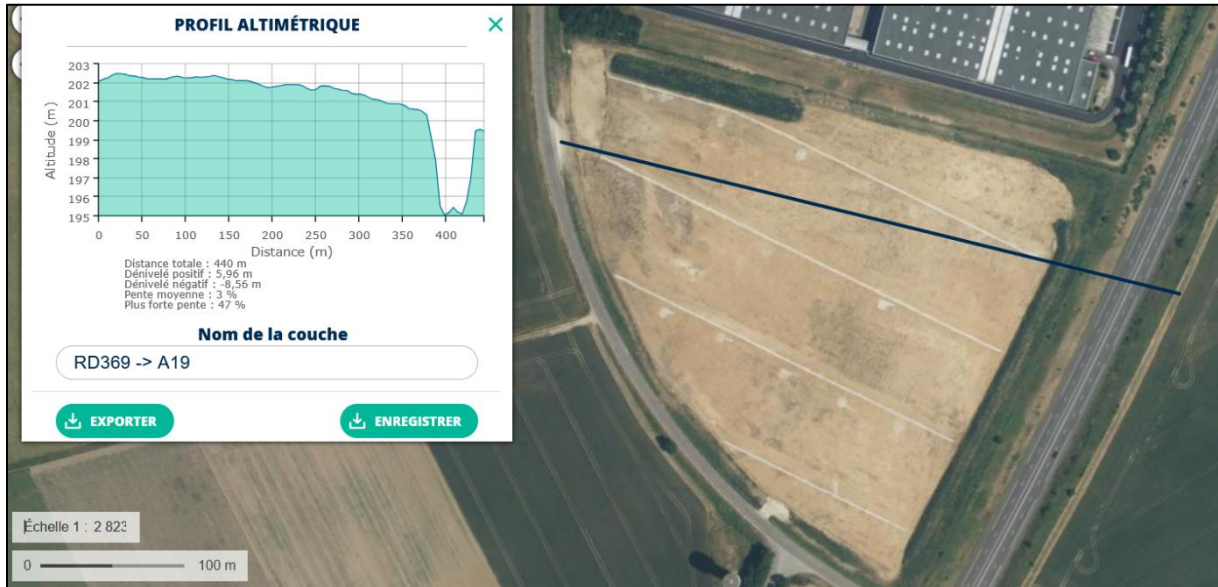 PROFIL ALTIMÉTRIQUE
203
202
201
200
199
198
197
196
195
Altitude (m)
0 50 100 150 200 250 300 350 400
Distance (m)
Distance totale : 440 m
Dénivelé positif : 5,96 m
Dénivelé négatif : -8,56 m
Pente moyenne : 3 %
Plus forte pente : 47 %
Nom de la couche
RD369 -> A19
EXPORTER ENREGISTRER
Échelle 1 : 2 823
0 100 m